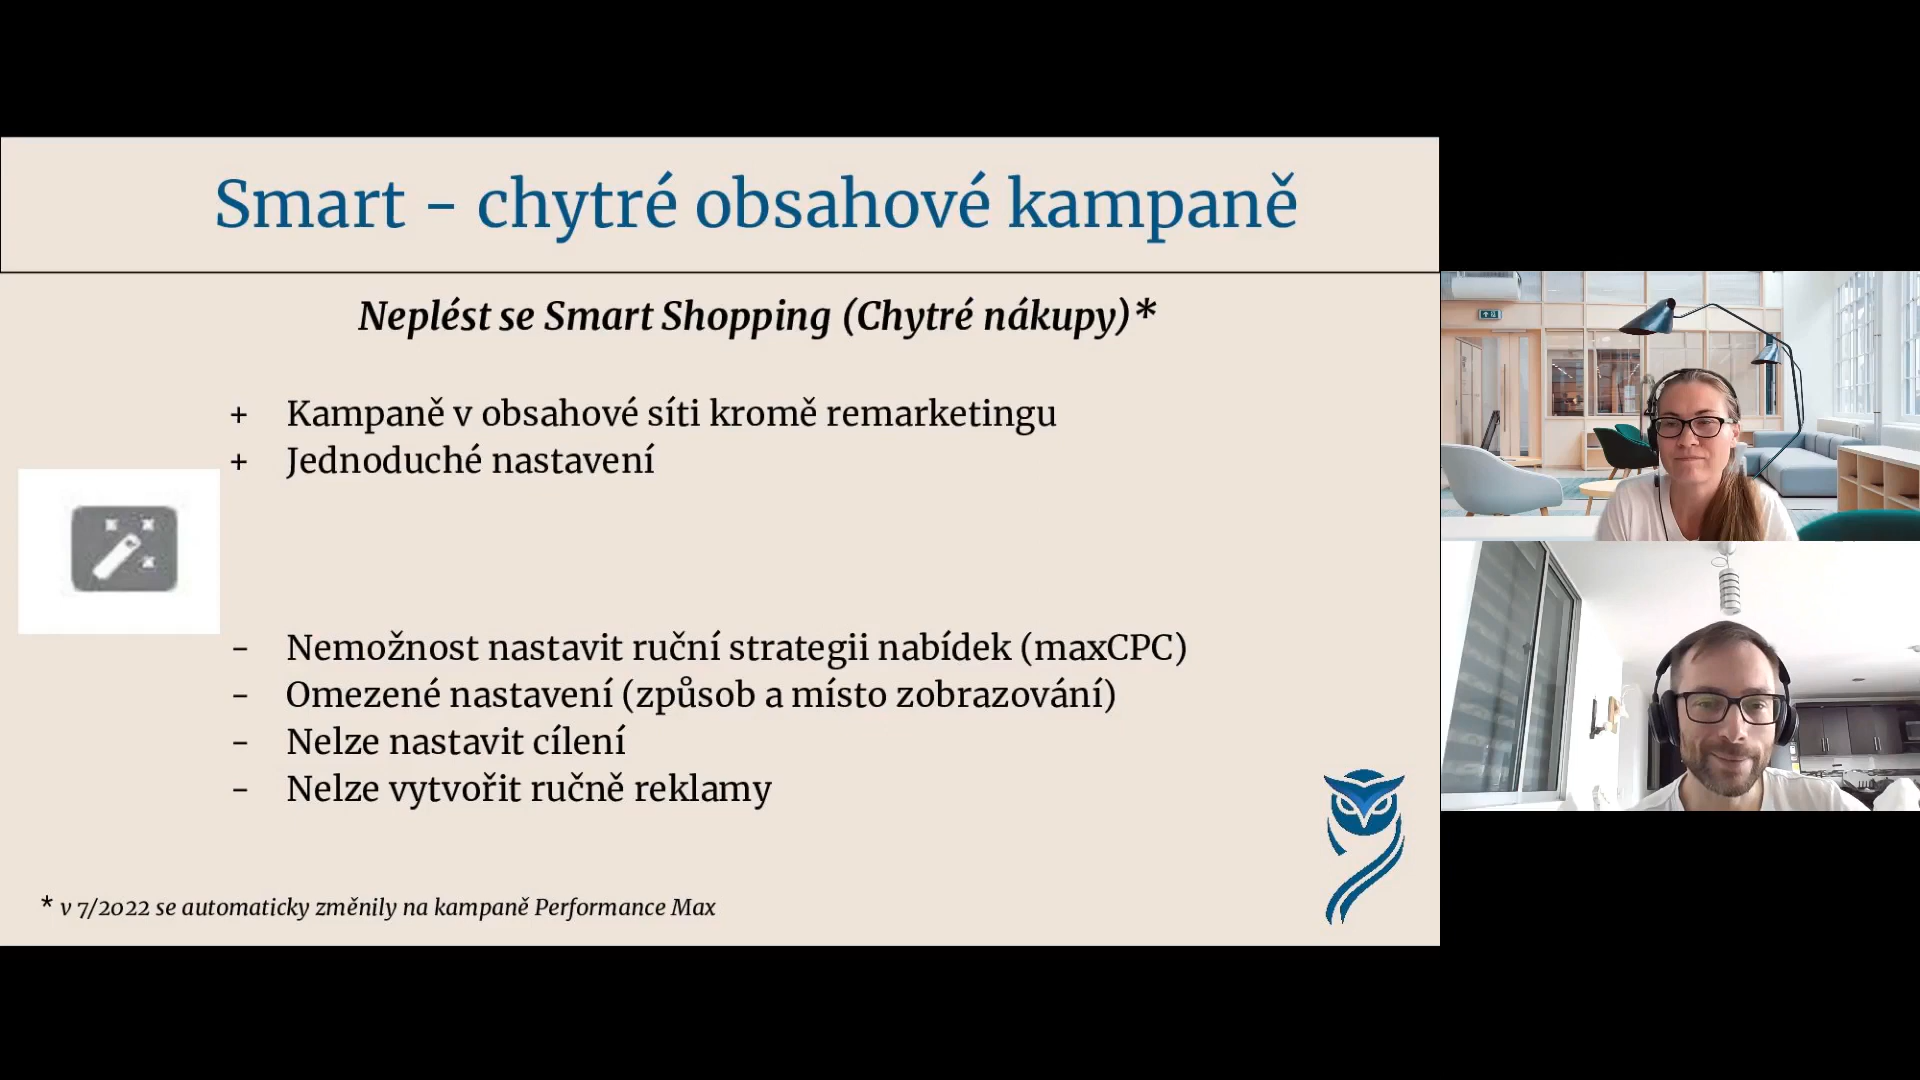 Smart - chytré obsahové kampaně
Neplést se Smart Shopping (Chytré nákupy)*
+ Kampaně v obsahové síti kromě remarketingu
+ Jednoduché nastavení
- Nemožnost nastavit ruční strategii nabídek (maxCPC)
- Omezené nastavení (způsob a místo zobrazování)
- Nelze nastavit cílení
- Nelze vytvořit ručně reklamy
* v 7/2022 se automaticky změnily na kampaně Performance Max